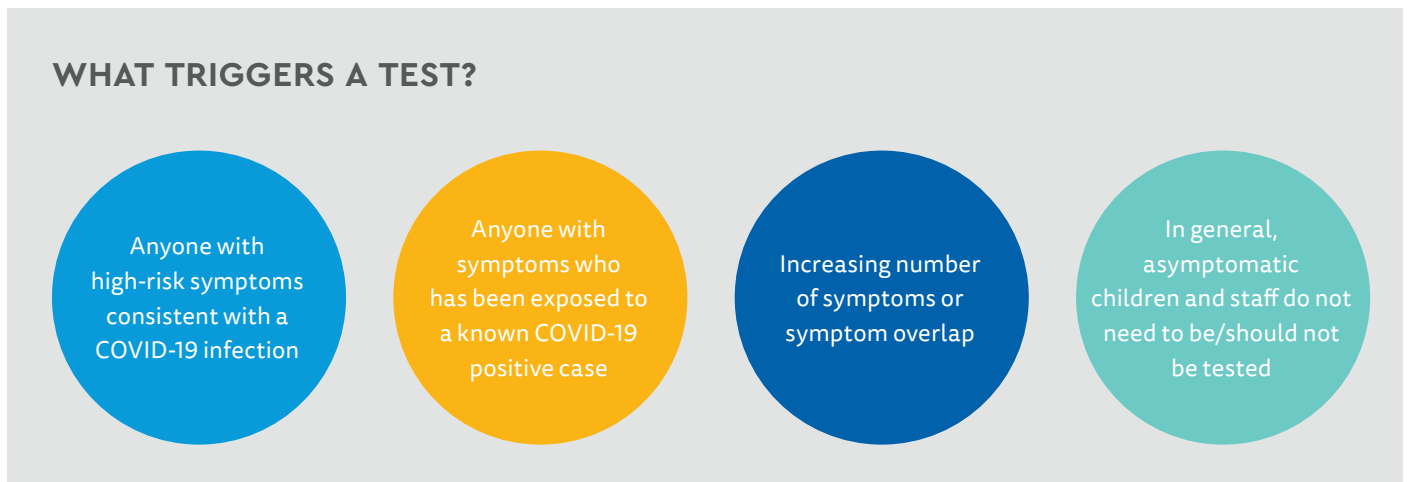 WHAT TRIGGERS A TEST?
Anyone with
high-risk symptoms
consistent with a
COVID-19 infection
Anyone with
symptoms who
has been exposed to
a known COVID-19
positive case
Increasing number
of symptoms or
symptom overlap
In general,
asymptomatic
children and staff do not
need to be/should not
be tested